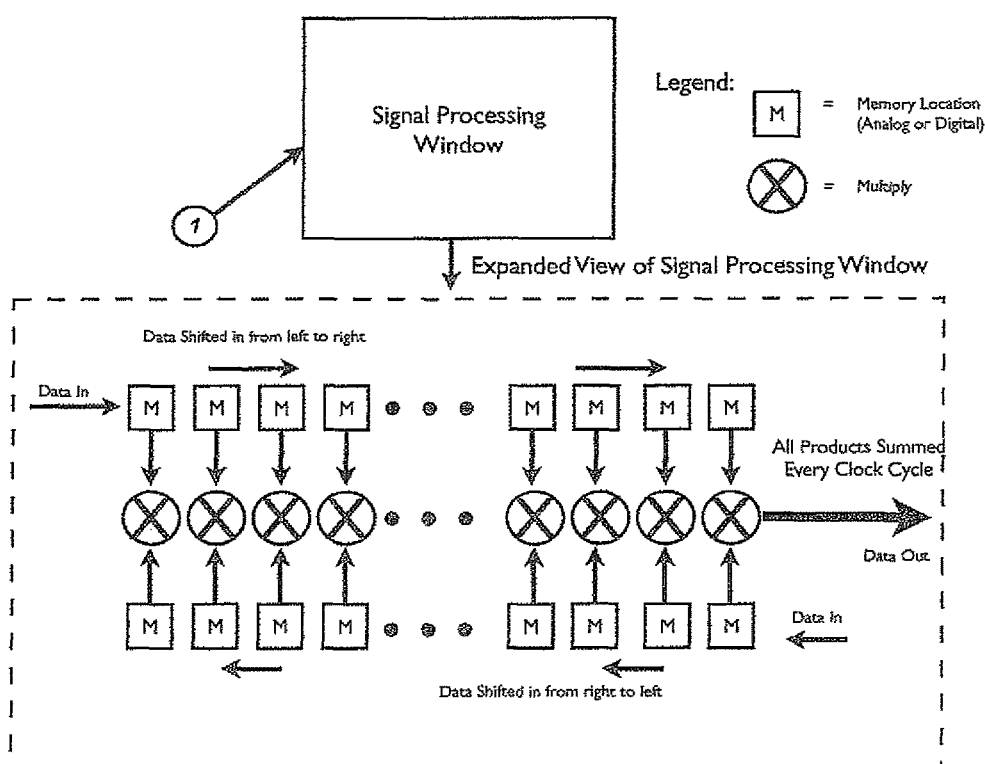 Signal Processing
Window
Legend:
M = Memory Location
(Analog or Digital)
= Multiply
1
Expanded View of Signal Processing Window
Data Shifted in from left to right
Data In
M M M M M M M M
All Products Summed
Every Clock Cycle
Data Out
M M M M M M M M
Data In
Data Shifted in from right to left